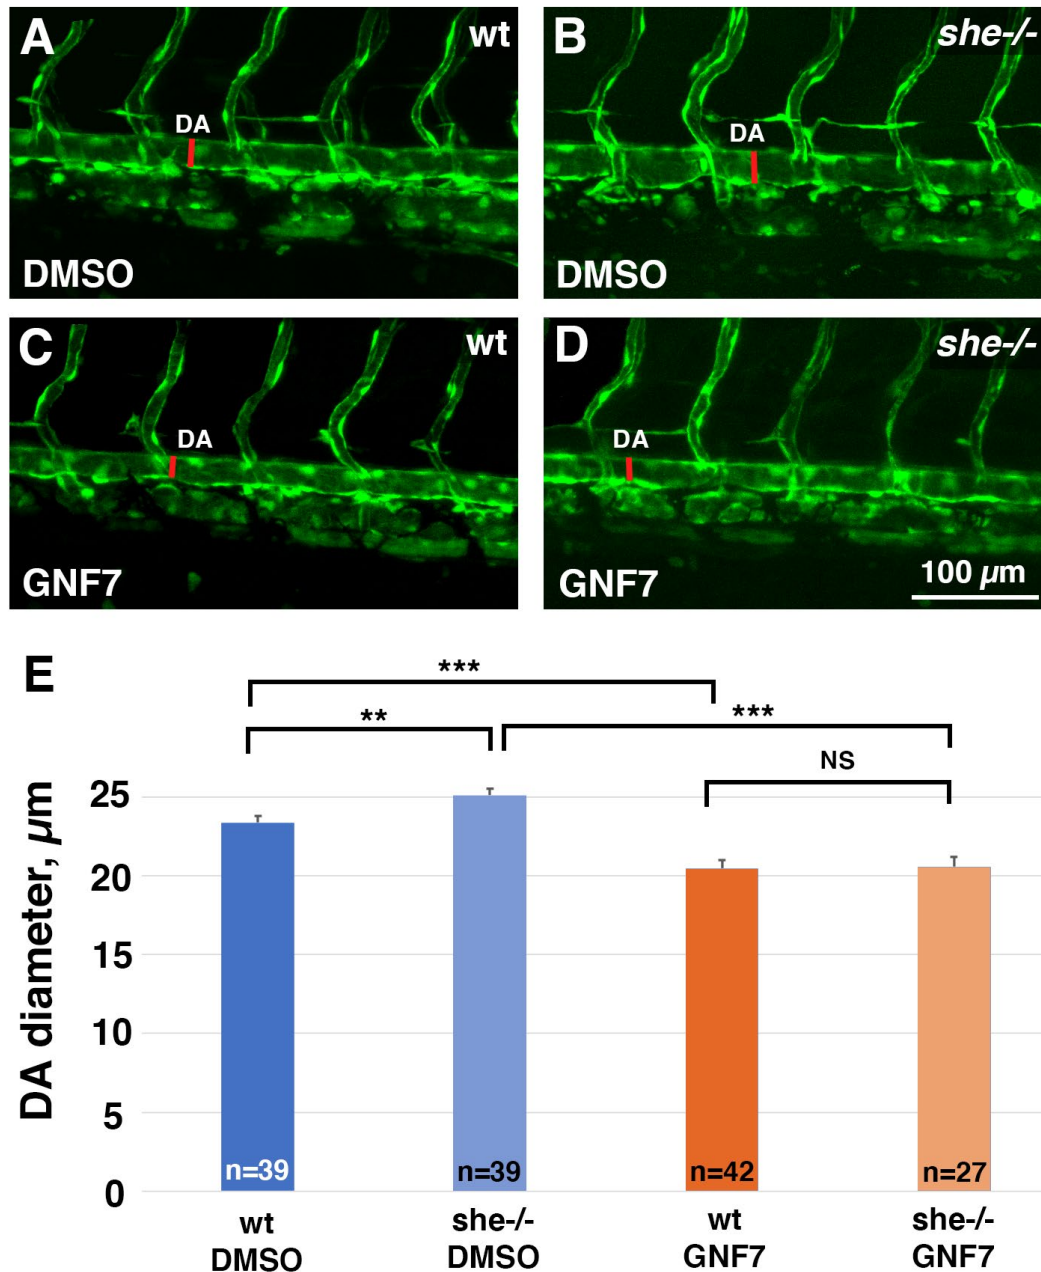 A
wt
DA
DMSO
B
she-/-
DA
DMSO
C
wt
DA
GNF7
D
she-/-
DA
GNF7
100 µm
E
***
**
***
NS
DA diameter, µm
25
20
15
10
5
0
n=39
n=39
n=42
n=27
wt
DMSO
she-/-
DMSO
wt
GNF7
she-/-
GNF7